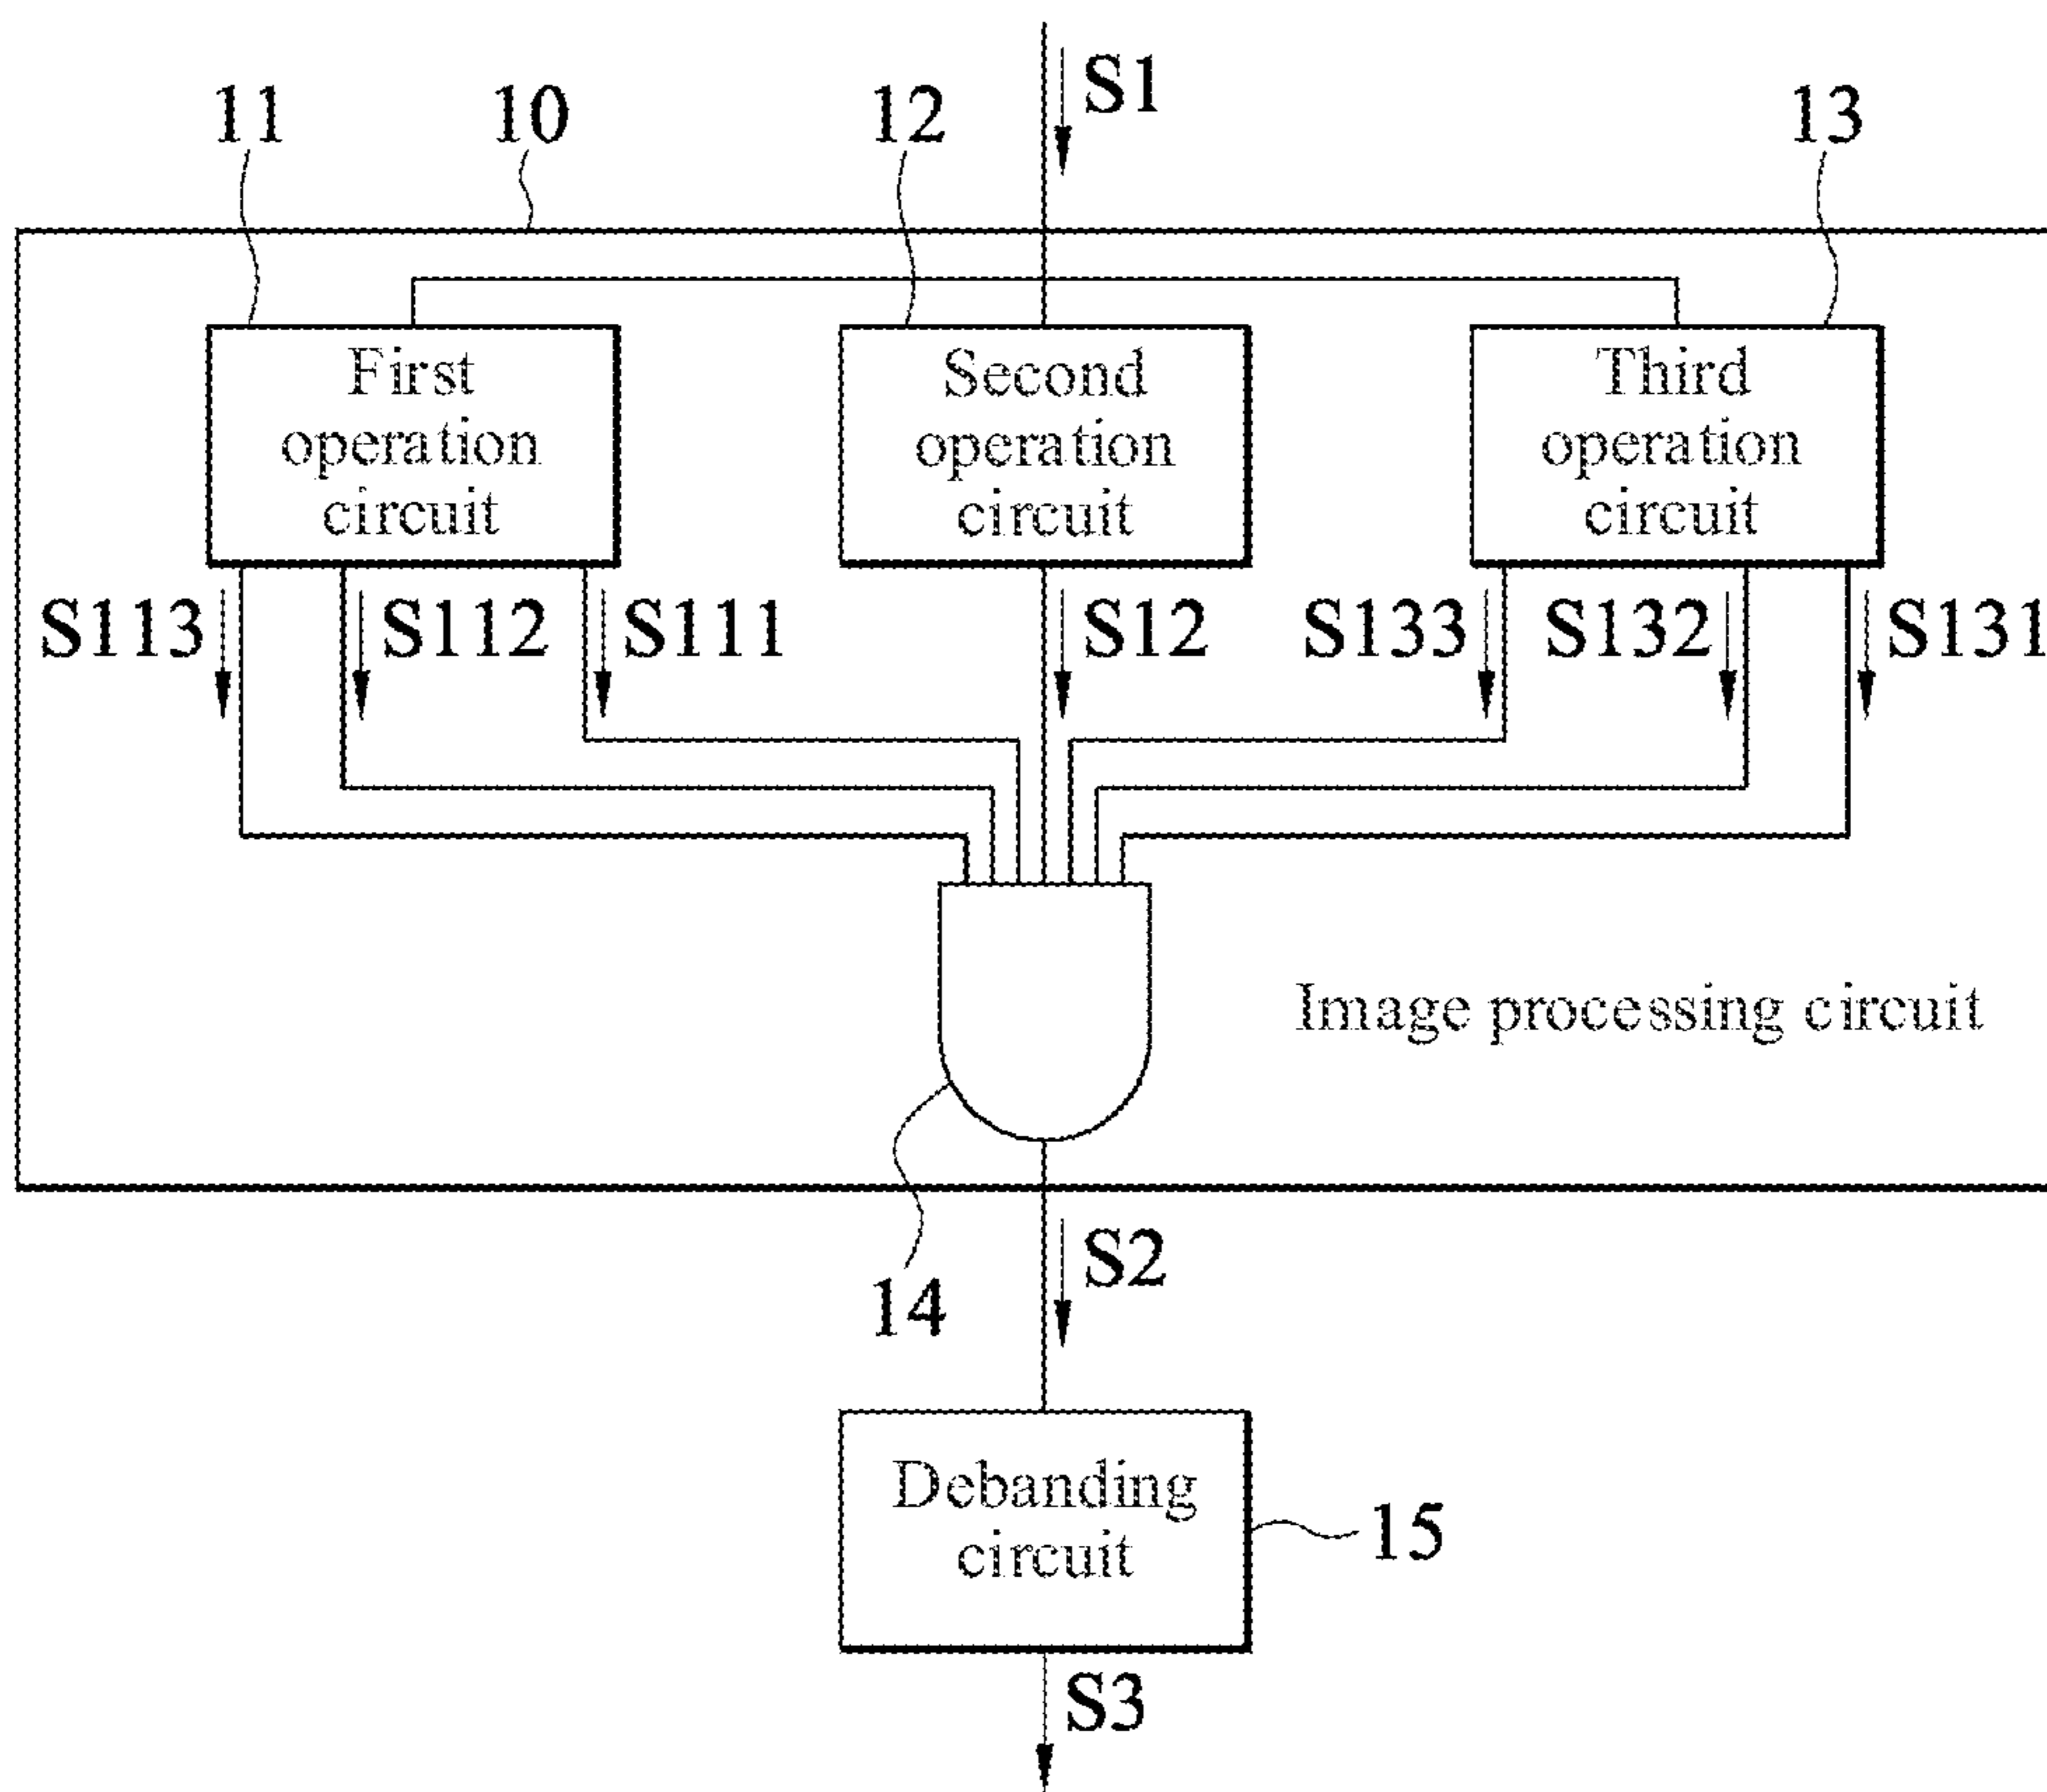 S1
11
10
12
13
First
operation
circuit
Second
operation
circuit
Third
operation
circuit
S113
S112
S111
S12
S133
S132
S131
Image processing circuit
14
S2
Debanding
circuit
15
S3